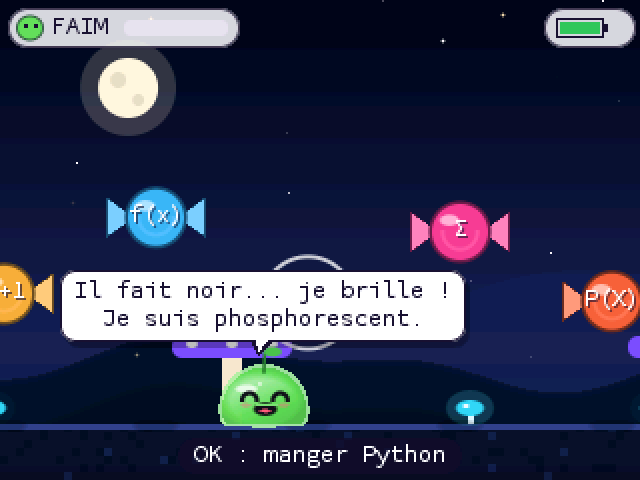 FAIM
f(x)
Σ
+1
P(X)
Il fait noir... je brille !
Je suis phosphorescent.
OK : manger Python